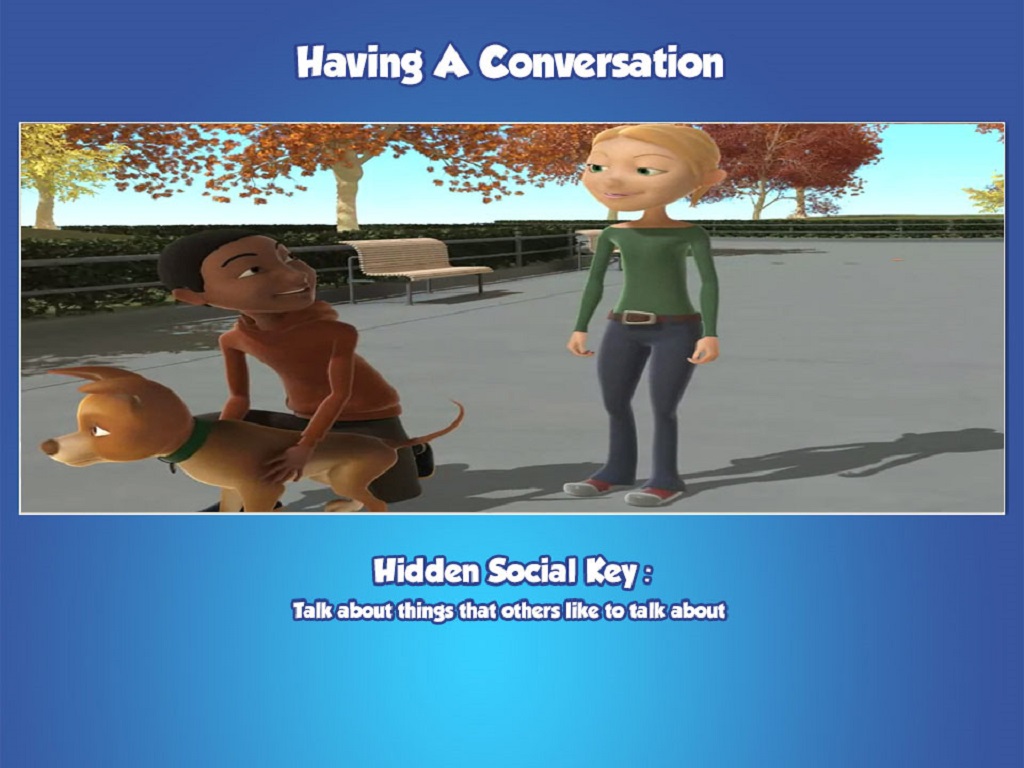 Having A Conversation
Hidden Social Key :
Talk about things that others like to talk about